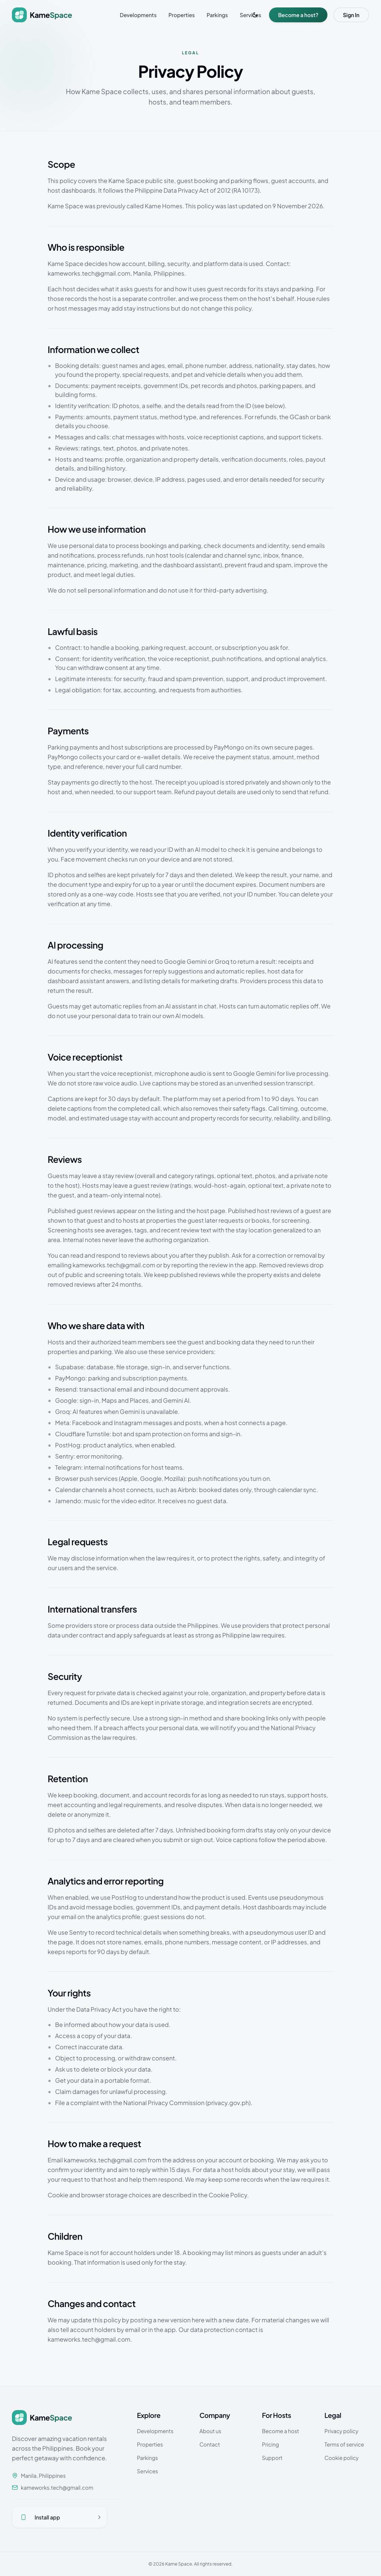 KameSpace
Developments
Properties
Parkings
Services
Become a host?
Sign In
LEGAL
Privacy Policy
How Kame Space collects, uses, and shares personal information about guests,
hosts, and team members.
Scope
This policy covers the Kame Space public site, guest booking and parking flows, guest accounts, and
host dashboards. It follows the Philippine Data Privacy Act of 2012 (RA 10173).
Kame Space was previously called Kame Homes. This policy was last updated on 9 November 2026.
Who is responsible
Kame Space decides how account, billing, security, and platform data is used. Contact:
kameworks.tech@gmail.com, Manila, Philippines.
Each host decides what it asks guests for and how it uses guest records for its stays and parking. For
those records the host is a separate controller, and we process them on the host's behalf. House rules
or host messages may add stay instructions but do not change this policy.
Information we collect
• Booking details: guest names and ages, email, phone number, address, nationality, stay dates, how
you found the property, special requests, and pet and vehicle details when you add them.
• Documents: payment receipts, government IDs, pet records and photos, parking papers, and
building forms.
• Identity verification: ID photos, a selfie, and the details read from the ID (see below).
• Payments: amounts, payment status, method type, and references. For refunds, the GCash or bank
details you choose.
• Messages and calls: chat messages with hosts, voice receptionist captions, and support tickets.
• Reviews: ratings, text, photos, and private notes.
• Hosts and teams: profile, organization and property details, verification documents, roles, payout
details, and billing history.
• Device and usage: browser, device, IP address, pages used, and error details needed for security
and reliability.
How we use information
We use personal data to process bookings and parking, check documents and identity, send emails
and notifications, process refunds, run host tools (calendar and channel sync, inbox, finance,
maintenance, pricing, marketing, and the dashboard assistant), prevent fraud and spam, improve the
product, and meet legal duties.
We do not sell personal information and do not use it for third-party advertising.
Lawful basis
• Contract: to handle a booking, parking request, account, or subscription you ask for.
• Consent: for identity verification, the voice receptionist, push notifications, and optional analytics.
You can withdraw consent at any time.
• Legitimate interests: for security, fraud and spam prevention, support, and product improvement.
• Legal obligation: for tax, accounting, and requests from authorities.
Payments
Parking payments and host subscriptions are processed by PayMongo on its own secure pages.
PayMongo collects your card or e-wallet details. We receive the payment status, amount, method
type, and reference, never your full card number.
Stay payments go directly to the host. The receipt you upload is stored privately and shown only to the
host and, when needed, to our support team. Refund payout details are used only to send that refund.
Identity verification
When you verify your identity, we read your ID with an AI model to check it is genuine and belongs to
you. Face movement checks run on your device and are not stored.
ID photos and selfies are kept privately for 7 days and then deleted. We keep the result, your name, and
the document type and expiry for up to a year or until the document expires. Document numbers are
stored only as a one-way code. Hosts see that you are verified, not your ID number. You can delete your
verification at any time.
AI processing
AI features send the content they need to Google Gemini or Groq to return a result: receipts and
documents for checks, messages for reply suggestions and automatic replies, host data for
dashboard assistant answers, and listing details for marketing drafts. Providers process this data to
return the result.
Guests may get automatic replies from an AI assistant in chat. Hosts can turn automatic replies off. We
do not use your personal data to train our own AI models.
Voice receptionist
When you start the voice receptionist, microphone audio is sent to Google Gemini for live processing.
We do not store raw voice audio. Live captions may be stored as an unverified session transcript.
Captions are kept for 30 days by default. The platform may set a period from 1 to 90 days. You can
delete captions from the completed call, which also removes their safety flags. Call timing, outcome,
model, and estimated usage stay with account and property records for security, reliability, and billing.
Reviews
Guests may leave a stay review (overall and category ratings, optional text, photos, and a private note
to the host). Hosts may leave a guest review (ratings, would-host-again, optional text, a private note to
the guest, and a team-only internal note).
Published guest reviews appear on the listing and the host page. Published host reviews of a guest are
shown to that guest and to hosts at properties the guest later requests or books, for screening.
Screening hosts see averages, tags, and recent review text with the stay location generalized to an
area. Internal notes never leave the authoring organization.
You can read and respond to reviews about you after they publish. Ask for a correction or removal by
emailing kameworks.tech@gmail.com or by reporting the review in the app. Removed reviews drop
out of public and screening totals. We keep published reviews while the property exists and delete
removed reviews after 24 months.
Who we share data with
Hosts and their authorized team members see the guest and booking data they need to run their
properties and parking. We also use these service providers:
• Supabase: database, file storage, sign-in, and server functions.
• PayMongo: parking and subscription payments.
• Resend: transactional email and inbound document approvals.
• Google: sign-in, Maps and Places, and Gemini AI.
• Groq: AI features when Gemini is unavailable.
• Meta: Facebook and Instagram messages and posts, when a host connects a page.
• Cloudflare Turnstile: bot and spam protection on forms and sign-in.
• PostHog: product analytics, when enabled.
• Sentry: error monitoring.
• Telegram: internal notifications for host teams.
• Browser push services (Apple, Google, Mozilla): push notifications you turn on.
• Calendar channels a host connects, such as Airbnb: booked dates only, through calendar sync.
• Jamendo: music for the video editor. It receives no guest data.
Legal requests
We may disclose information when the law requires it, or to protect the rights, safety, and integrity of
our users and the service.
International transfers
Some providers store or process data outside the Philippines. We use providers that protect personal
data under contract and apply safeguards at least as strong as Philippine law requires.
Security
Every request for private data is checked against your role, organization, and property before data is
returned. Documents and IDs are kept in private storage, and integration secrets are encrypted.
No system is perfectly secure. Use a strong sign-in method and share booking links only with people
who need them. If a breach affects your personal data, we will notify you and the National Privacy
Commission as the law requires.
Retention
We keep booking, document, and account records for as long as needed to run stays, support hosts,
meet accounting and legal requirements, and resolve disputes. When data is no longer needed, we
delete or anonymize it.
ID photos and selfies are deleted after 7 days. Unfinished booking form drafts stay only on your device
for up to 7 days and are cleared when you submit or sign out. Voice captions follow the period above.
Analytics and error reporting
When enabled, we use PostHog to understand how the product is used. Events use pseudonymous
IDs and avoid message bodies, government IDs, and payment details. Host dashboards may include
your email on the analytics profile; guest sessions do not.
We use Sentry to record technical details when something breaks, with a pseudonymous user ID and
the page. It does not store names, emails, phone numbers, message content, or IP addresses, and
keeps reports for 90 days by default.
Your rights
Under the Data Privacy Act you have the right to:
• Be informed about how your data is used.
• Access a copy of your data.
• Correct inaccurate data.
• Object to processing, or withdraw consent.
• Ask us to delete or block your data.
• Get your data in a portable format.
• Claim damages for unlawful processing.
• File a complaint with the National Privacy Commission (privacy.gov.ph).
How to make a request
Email kameworks.tech@gmail.com from the address on your account or booking. We may ask you to
confirm your identity and aim to reply within 15 days. For data a host holds about your stay, we will pass
your request to that host and help them respond. We may keep some records when the law requires it.
Cookie and browser storage choices are described in the Cookie Policy.
Children
Kame Space is not for account holders under 18. A booking may list minors as guests under an adult's
booking. That information is used only for the stay.
Changes and contact
We may update this policy by posting a new version here with a new date. For material changes we will
also tell account holders by email or in the app. Our data protection contact is
kameworks.tech@gmail.com.
KameSpace
Discover amazing vacation rentals
across the Philippines. Book your
perfect getaway with confidence.
Manila, Philippines
kameworks.tech@gmail.com
Install app
Explore
Developments
Properties
Parkings
Services
Company
About us
Contact
For Hosts
Become a host
Pricing
Support
Legal
Privacy policy
Terms of service
Cookie policy
© 2026 Kame Space. All rights reserved.